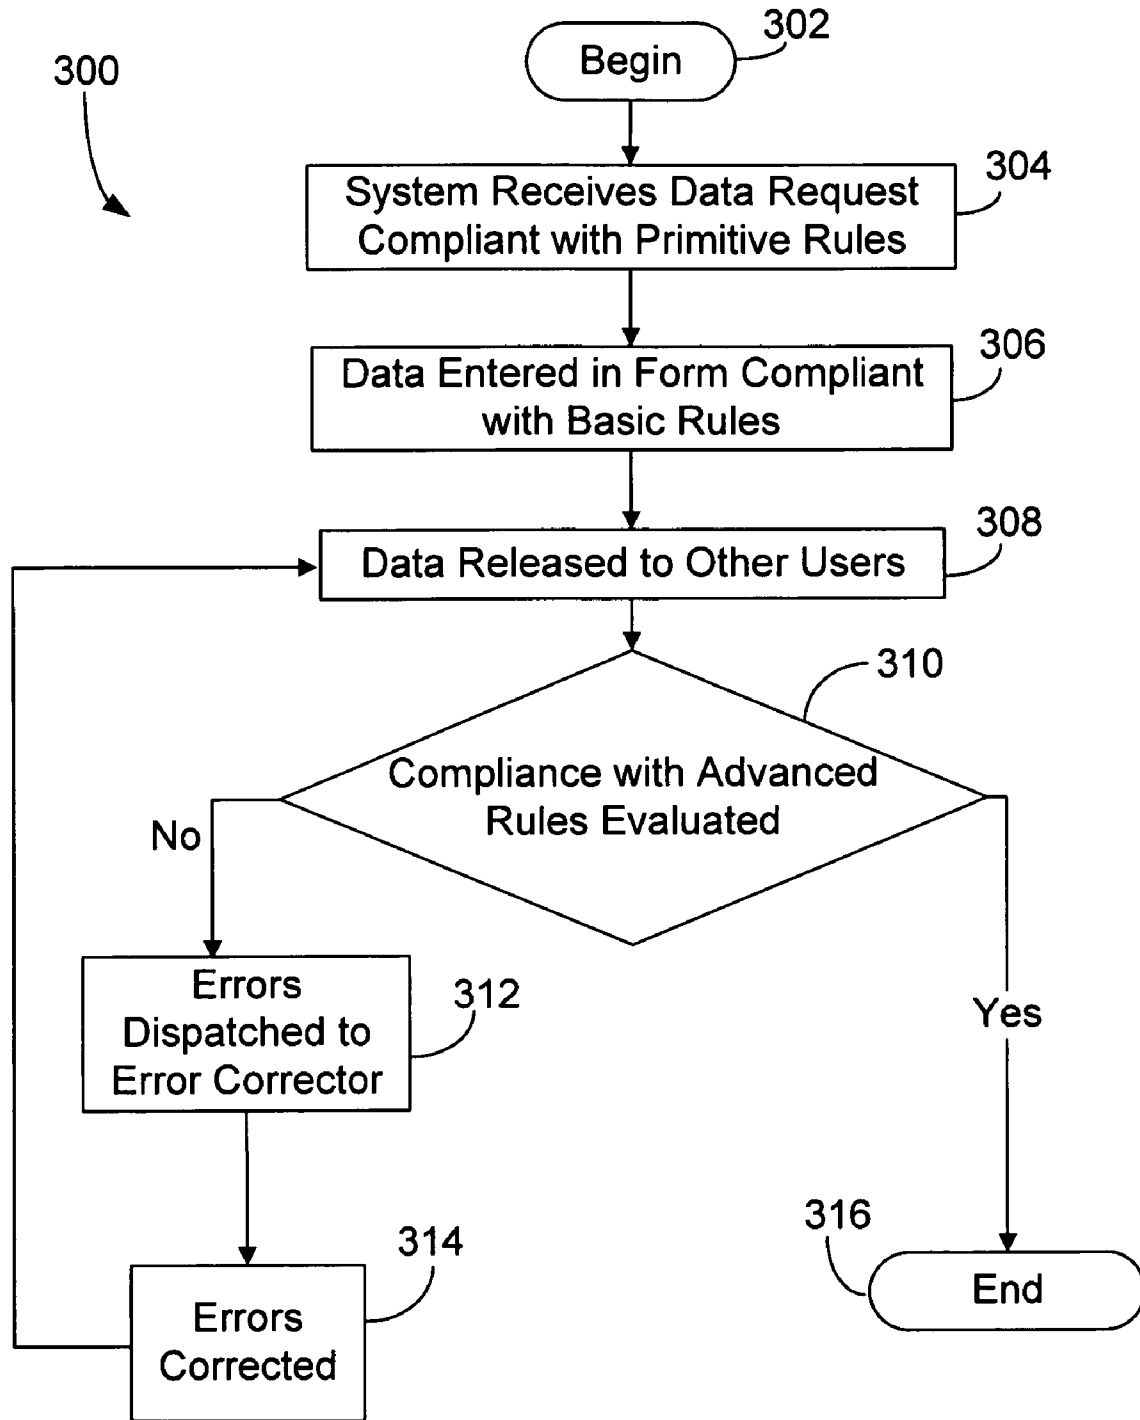 302
Begin
300
304
System Receives Data Request
Compliant with Primitive Rules
306
Data Entered in Form Compliant
with Basic Rules
308
Data Released to Other Users
310
Compliance with Advanced
Rules Evaluated
No
Errors
Dispatched to
Error Corrector
312
Yes
314
Errors
Corrected
316
End